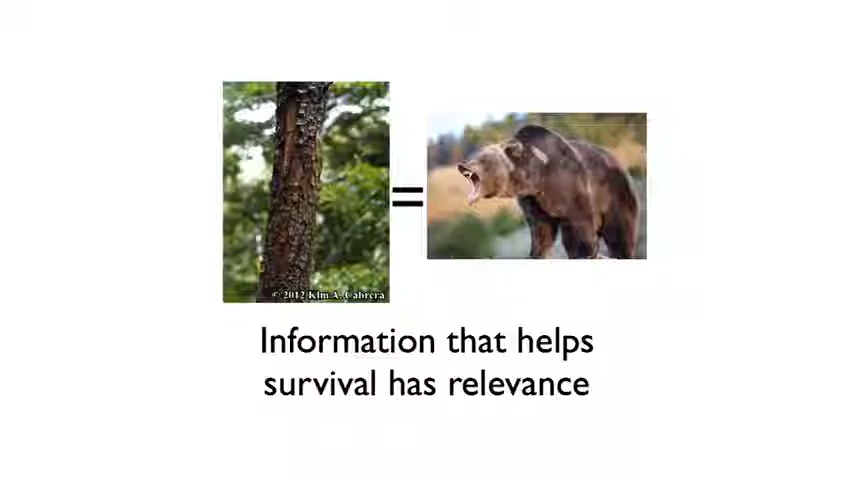 =
© 2012 Kim A. Cabrera
Information that helps
survival has relevance